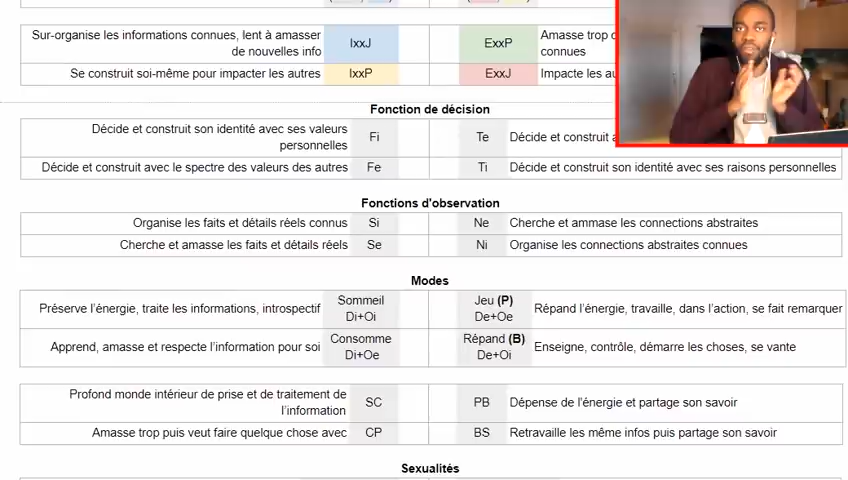 Sur-organise les informations connues, lent à amasser
de nouvelles info
IxxJ
ExxP
Amasse trop
connues
Se construit soi-même pour impacter les autres
IxxP
ExxJ
Impacte les
Fonction de décision
Décide et construit son identité avec ses valeurs
personnelles
Fi
Te
Décide et construit
Décide et construit avec le spectre des valeurs des autres
Fe
Ti
Décide et construit son identité avec ses raisons personnelles
Fonctions d'observation
Organise les faits et détails réels connus
Si
Ne
Cherche et ammase les connections abstraites
Cherche et amasse les faits et détails réels
Se
Ni
Organise les connections abstraites connues
Modes
Préserve l'énergie, traite les informations, introspectif
Sommeil
Di+Oi
Jeu (P)
De+Oe
Répand l'énergie, travaille, dans l'action, se fait remarquer
Apprend, amasse et respecte l'information pour soi
Consomme
Di+Oe
Répand (B)
De+Oi
Enseigne, contrôle, démarre les choses, se vante
Profond monde intérieur de prise et de traitement de
l'information
SC
PB
Dépense de l'énergie et partage son savoir
Amasse trop puis veut faire quelque chose avec
CP
BS
Retravaille les même infos puis partage son savoir
Sexualités